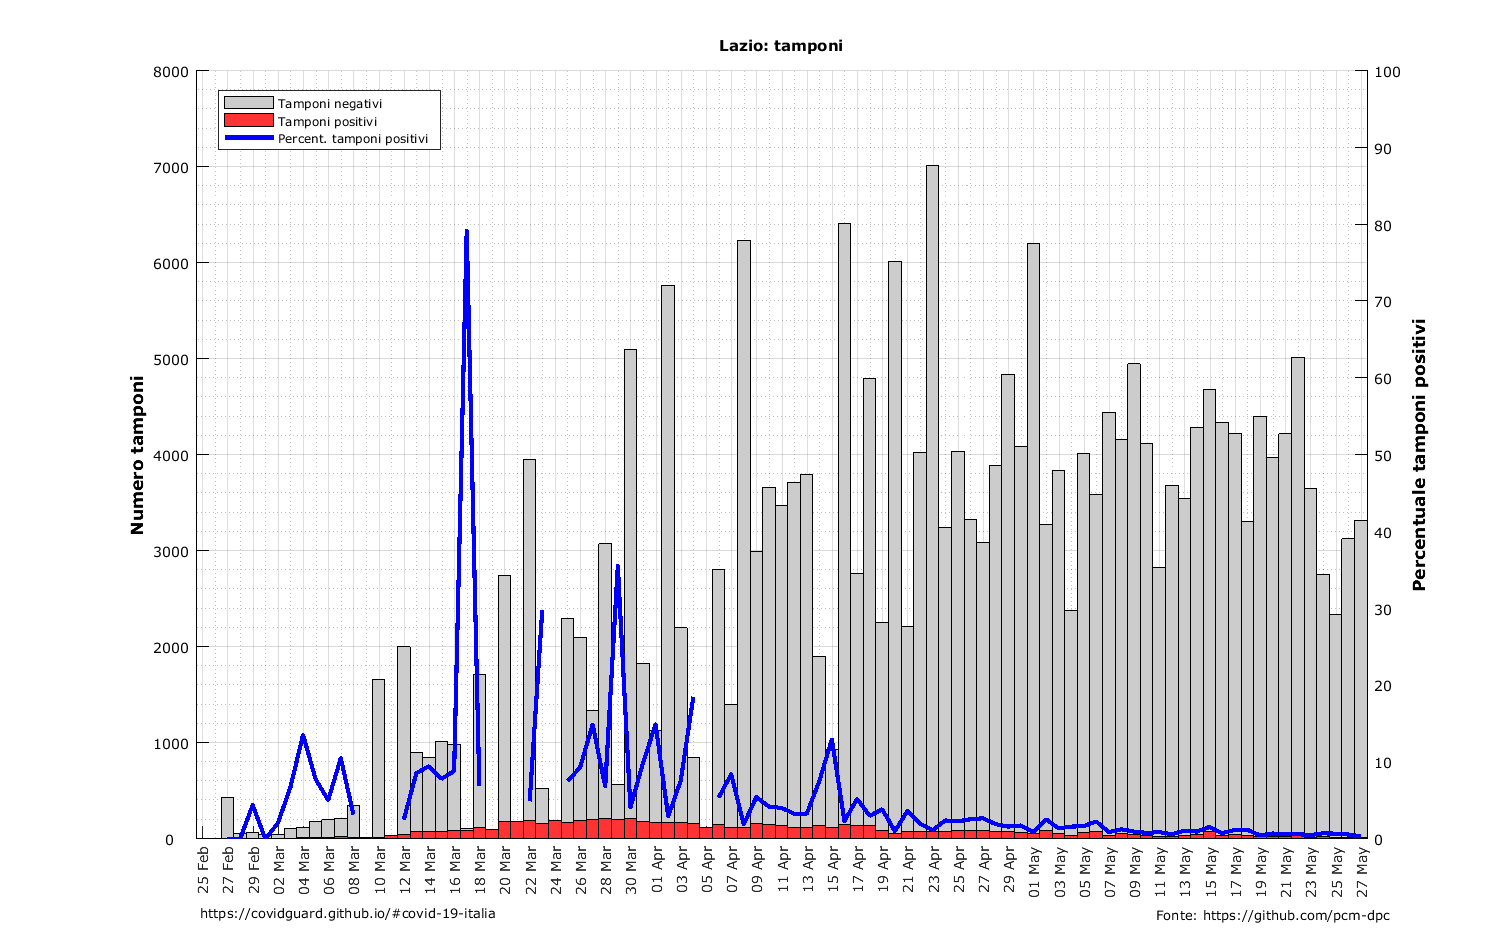 Lazio: tamponi
Tamponi negativi
Tamponi positivi
Percent. tamponi positivi
Numero tamponi
8000
7000
6000
5000
4000
3000
2000
1000
0
Percentuale tamponi positivi
100
90
80
70
60
50
40
30
20
10
0
25 Feb
27 Feb
29 Feb
02 Mar
04 Mar
06 Mar
08 Mar
10 Mar
12 Mar
14 Mar
16 Mar
18 Mar
20 Mar
22 Mar
24 Mar
26 Mar
28 Mar
30 Mar
01 Apr
03 Apr
05 Apr
07 Apr
09 Apr
11 Apr
13 Apr
15 Apr
17 Apr
19 Apr
21 Apr
23 Apr
25 Apr
27 Apr
29 Apr
01 May
03 May
05 May
07 May
09 May
11 May
13 May
15 May
17 May
19 May
21 May
23 May
25 May
27 May
https://covidguard.github.io/#covid-19-italia
Fonte: https://github.com/pcm-dpc